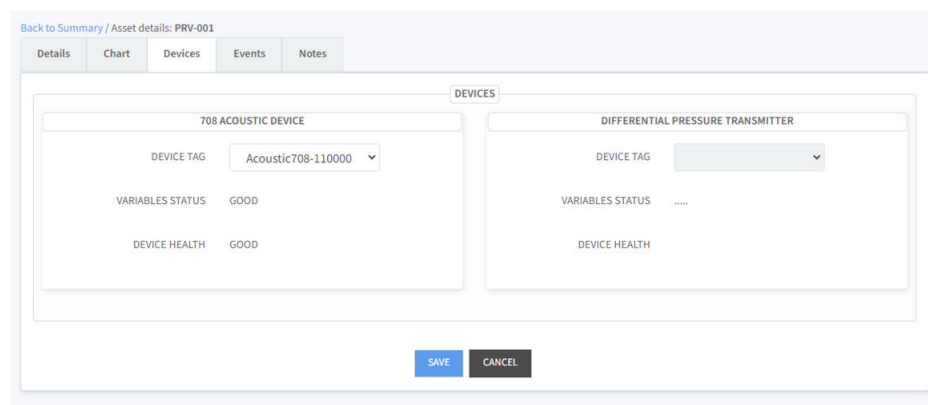 Back to Summary / Asset details: PRV-001
Details Chart Devices Events Notes
DEVICES
708 ACOUSTIC DEVICE
DEVICE TAG Acoustic708-110000
VARIABLES STATUS GOOD
DEVICE HEALTH GOOD
DIFFERENTIAL PRESSURE TRANSMITTER
DEVICE TAG
VARIABLES STATUS .....
DEVICE HEALTH
SAVE CANCEL